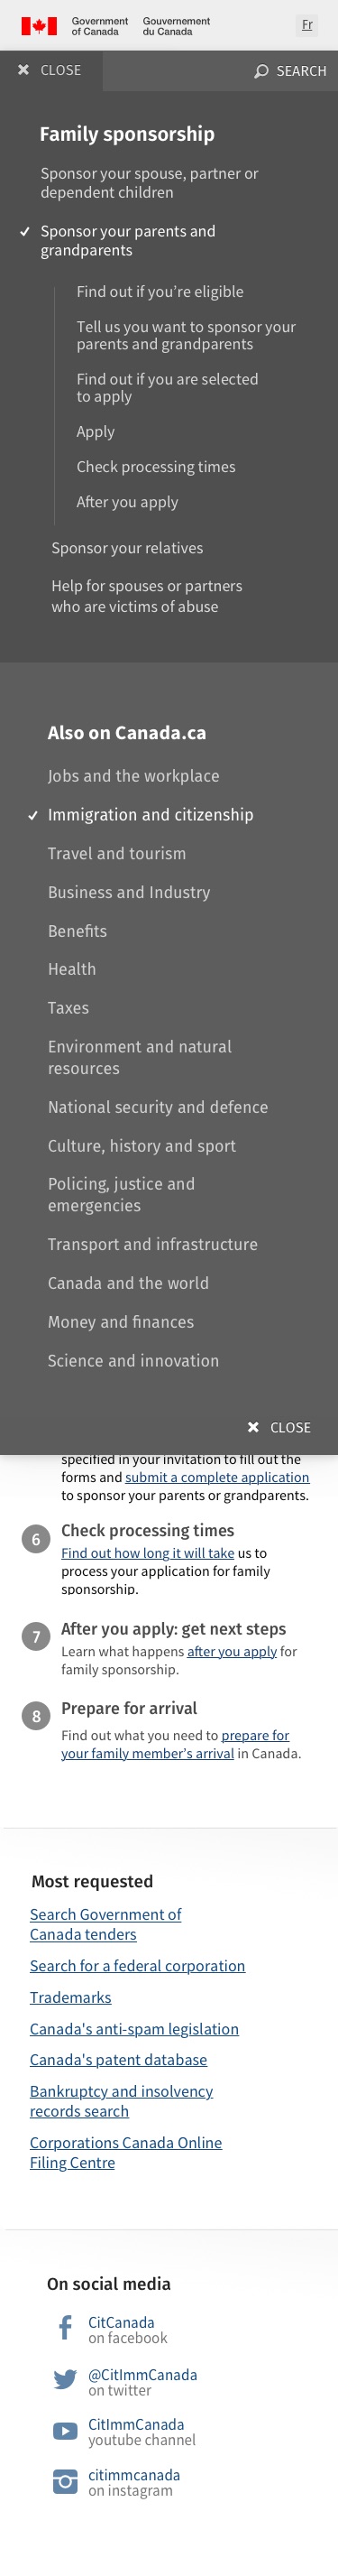 Government of Canada
Gouvernement du Canada
Fr
CLOSE
SEARCH
Family sponsorship
Sponsor your spouse, partner or
dependent children
Sponsor your parents and
grandparents
Find out if you’re eligible
Tell us you want to sponsor your
parents and grandparents
Find out if you are selected
to apply
Apply
Check processing times
After you apply
Sponsor your relatives
Help for spouses or partners
who are victims of abuse
Also on Canada.ca
Jobs and the workplace
Immigration and citizenship
Travel and tourism
Business and Industry
Benefits
Health
Taxes
Environment and natural
resources
National security and defence
Culture, history and sport
Policing, justice and
emergencies
Transport and infrastructure
Canada and the world
Money and finances
Science and innovation
CLOSE
specified in your invitation to fill out the
forms and submit a complete application
to sponsor your parents or grandparents.
6 Check processing times
Find out how long it will take us to
process your application for family
sponsorship.
7 After you apply: get next steps
Learn what happens after you apply for
family sponsorship.
8 Prepare for arrival
Find out what you need to prepare for
your family member’s arrival in Canada.
Most requested
Search Government of
Canada tenders
Search for a federal corporation
Trademarks
Canada's anti-spam legislation
Canada's patent database
Bankruptcy and insolvency
records search
Corporations Canada Online
Filing Centre
On social media
CitCanada
on facebook
@CitImmCanada
on twitter
CitImmCanada
youtube channel
citimmcanada
on instagram